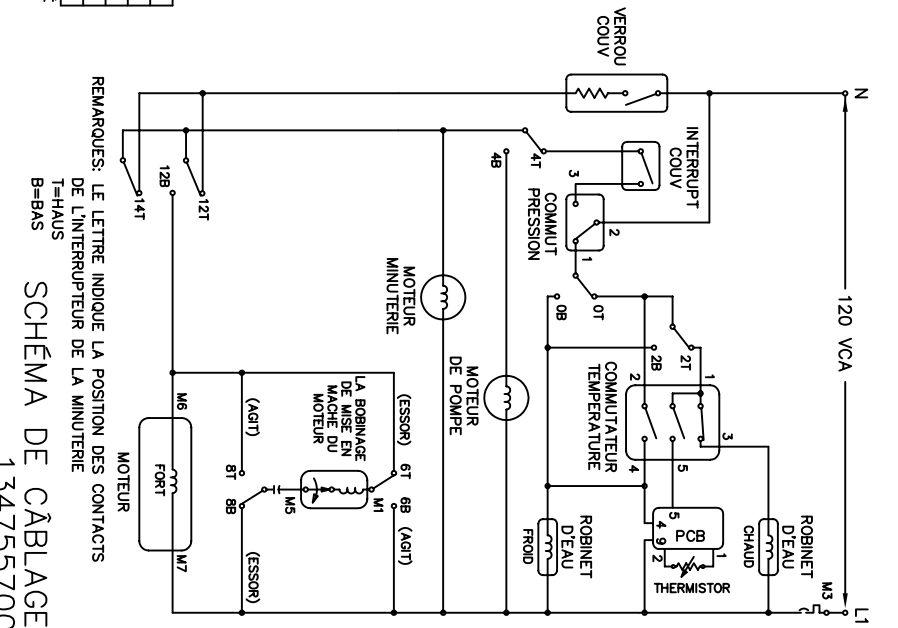 N
120 VCA
L1
VERROU
COUV
INTERRUPT
COUV
4T
4B
3
2
1
COMMUT
PRESSION
0T
0B
2T
2B
1
2
3
4
5
COMMUTATEUR
TEMPERATURE
M3
ROBINET
D'EAU
CHAUD
PCB
5
4
9
1
2
THERMISTOR
ROBINET
D'EAU
FROID
MOTEUR
DE POMPE
MOTEUR
MINUTERIE
14T
12T
12B
(ESSOR)
6T
6B
(AGIT)
M1
LA BOBINAGE
DE MISE EN
MACHE DU
MOTEUR
M5
(AGIT)
8T
8B
(ESSOR)
M6
FORT
M7
MOTEUR
REMARQUES: LE LETTRE INDIQUE LA POSITION DES CONTACTS
DE L'INTERRUPTEUR DE LA MINUTERIE
T=HAUS
B=BAS
SCHÉMA DE CÂBLAGE